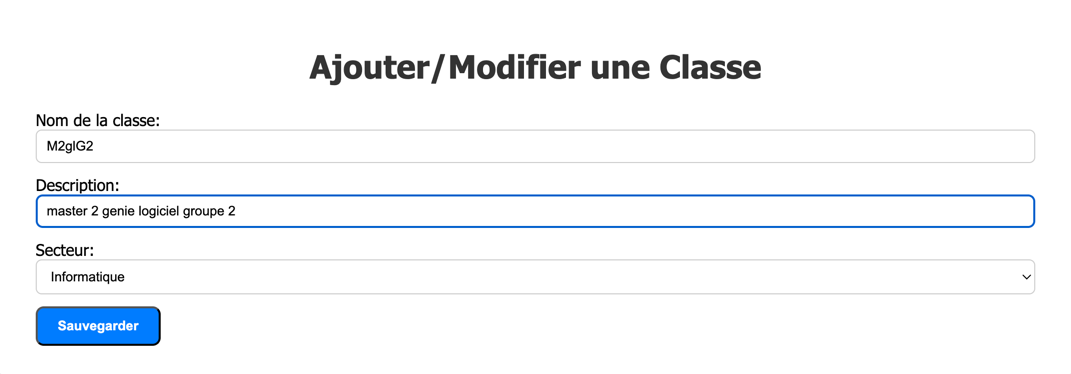 Ajouter/Modifier une Classe
Nom de la classe:
M2glG2
Description:
master 2 genie logiciel groupe 2
Secteur:
Informatique
Sauvegarder